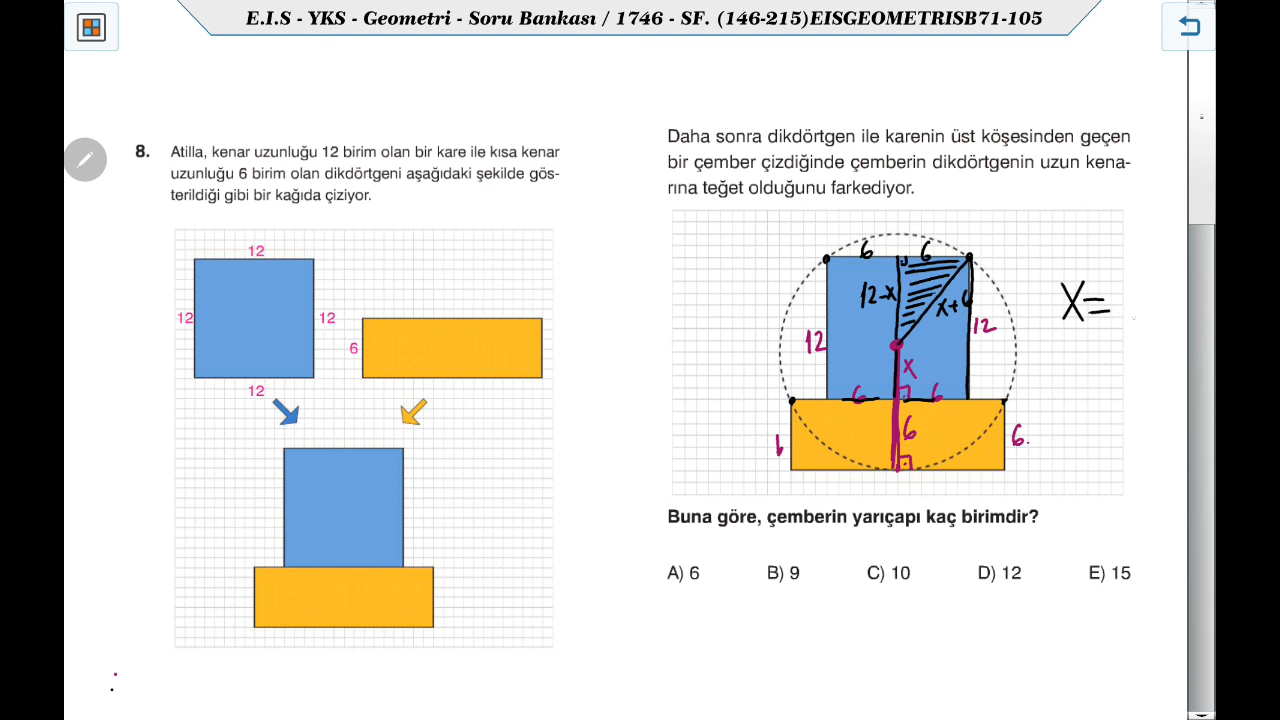 E.I.S - YKS - Geometri - Soru Bankası / 1746 - SF. (146-215)EISGEOMETRISB71-105
8. Atilla, kenar uzunluğu 12 birim olan bir kare ile kısa kenar
uzunluğu 6 birim olan dikdörtgeni aşağıdaki şekilde gös-
terildiği gibi bir kağıda çiziyor.
12
12
12
6
12
Daha sonra dikdörtgen ile karenin üst köşesinden geçen
bir çember çizdiğinde çemberin dikdörtgenin uzun kena-
rına teğet olduğunu farkediyor.
6
6
12-x
x+6
x=
12
12
x
6
6
6
6.
Buna göre, çemberin yarıçapı kaç birimdir?
A) 6 B) 9 C) 10 D) 12 E) 15